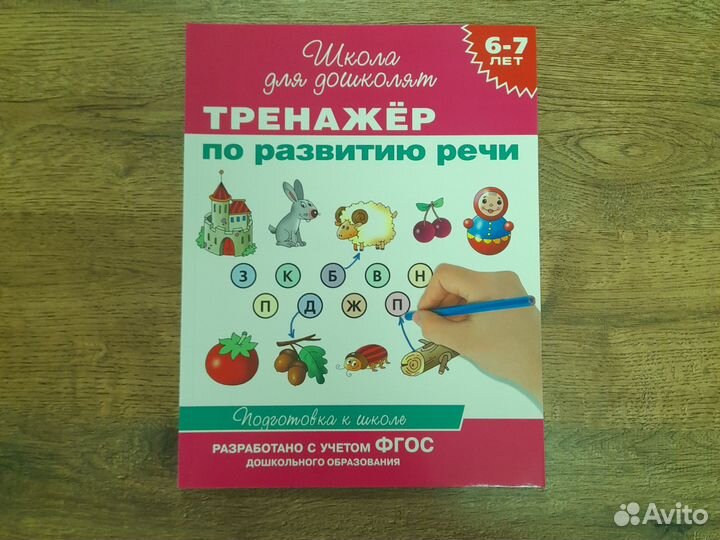 Школа
для дошколят
6-7
ЛЕТ
ТРЕНАЖЁР
по развитию речи
З К Б В Н
П Д Ж П
Подготовка к школе
РАЗРАБОТАНО С УЧЕТОМ ФГОС
ДОШКОЛЬНОГО ОБРАЗОВАНИЯ
Avito